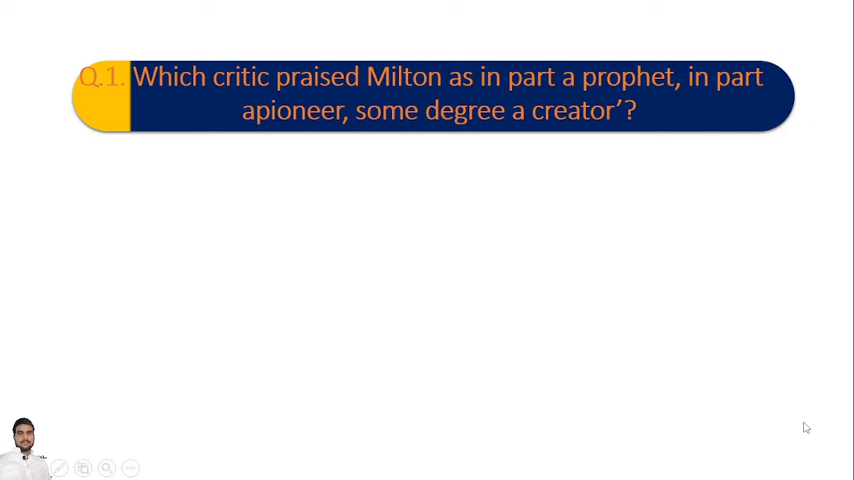 Q.1. Which critic praised Milton as in part a prophet, in part
apioneer, some degree a creator’?